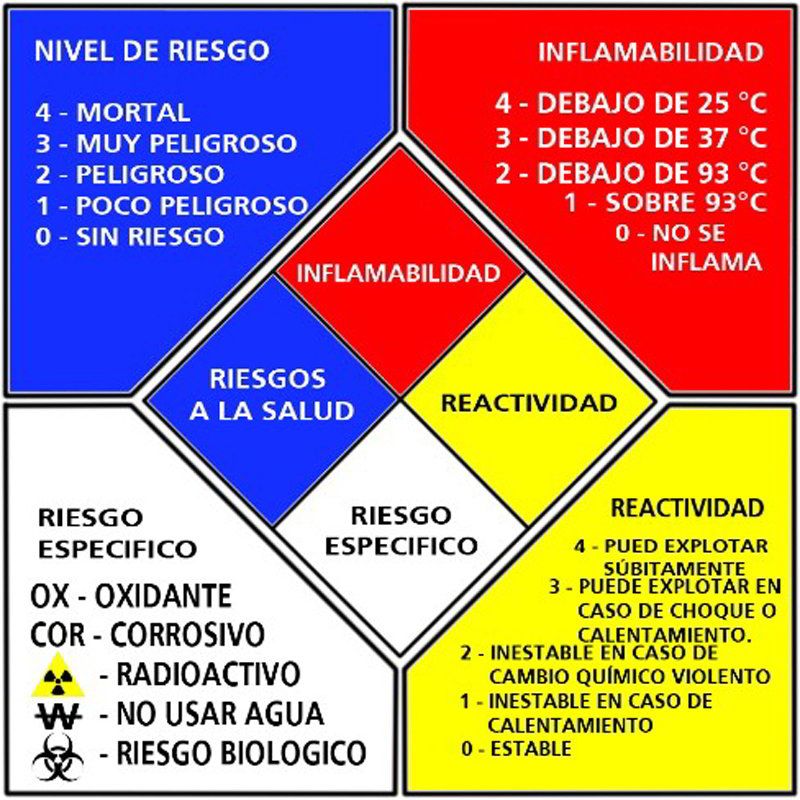 NIVEL DE RIESGO
4 - MORTAL
3 - MUY PELIGROSO
2 - PELIGROSO
1 - POCO PELIGROSO
0 - SIN RIESGO
INFLAMABILIDAD
4 - DEBAJO DE 25 °C
3 - DEBAJO DE 37 °C
2 - DEBAJO DE 93 °C
1 - SOBRE 93°C
0 - NO SE
INFLAMA
INFLAMABILIDAD
RIESGOS
A LA SALUD
REACTIVIDAD
RIESGO
ESPECIFICO
RIESGO
ESPECIFICO
OX - OXIDANTE
COR - CORROSIVO
- RADIOACTIVO
W - NO USAR AGUA
- RIESGO BIOLOGICO
REACTIVIDAD
4 - PUED EXPLOTAR
SÚBITAMENTE
3 - PUEDE EXPLOTAR EN
CASO DE CHOQUE O
CALENTAMIENTO.
2 - INESTABLE EN CASO DE
CAMBIO QUÍMICO VIOLENTO
1 - INESTABLE EN CASO DE
CALENTAMIENTO
0 - ESTABLE